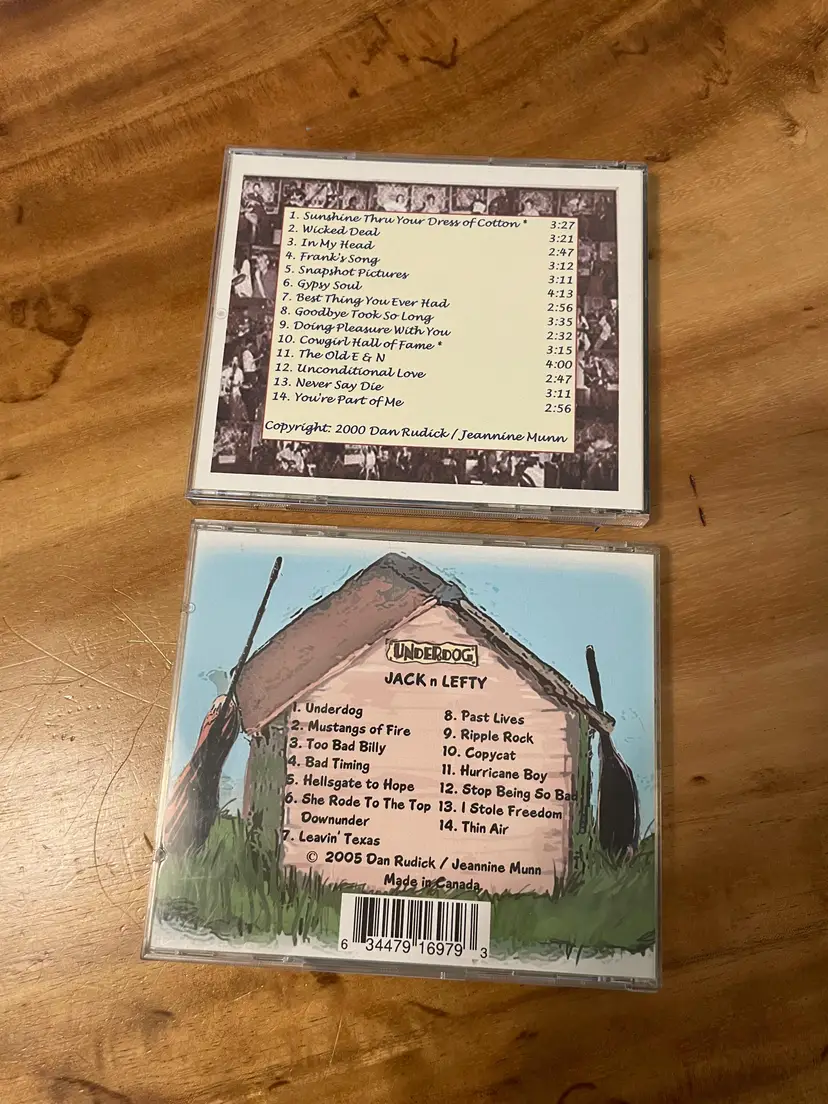 1. Sunshine Thru Your Dress of Cotton * 3:27
2. Wicked Deal 3:21
3. In My Head 2:47
4. Frank's Song 3:12
5. Snapshot Pictures 3:11
6. Gypsy Soul 4:13
7. Best Thing You Ever Had 2:56
8. Goodbye Took So Long 3:35
9. Doing Pleasure With You 2:32
10. Cowgirl Hall of Fame * 3:15
11. The Old E & N 4:00
12. Unconditional Love 2:47
13. Never Say Die 3:11
14. You're Part of Me 2:56
Copyright: 2000 Dan Rudick / Jeannine Munn
UNDERDOG
JACK n LEFTY
1. Underdog
2. Mustangs of Fire
3. Too Bad Billy
4. Bad Timing
5. Hellsgate to Hope
6. She Rode To The Top
Downunder
7. Leavin' Texas
8. Past Lives
9. Ripple Rock
10. Copycat
11. Hurricane Boy
12. Stop Being So Bad
13. I Stole Freedom
14. Thin Air
© 2005 Dan Rudick / Jeannine Munn
Made in Canada
6 34479 16979 3